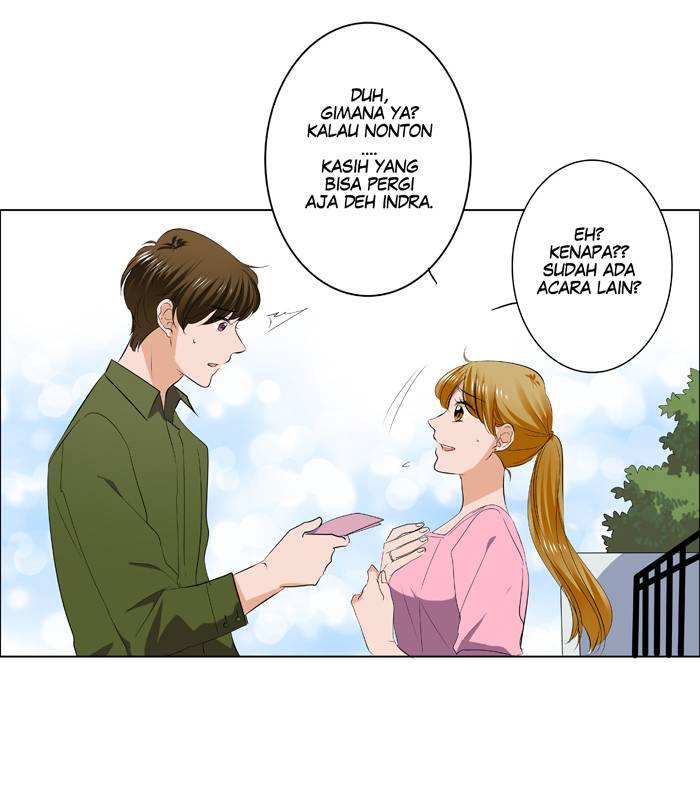 DUH,
GIMANA YA?
KALAU NONTON
....
KASIH YANG
BISA PERGI
AJA DEH INDRA.
EH?
KENAPA??
SUDAH ADA
ACARA LAIN?